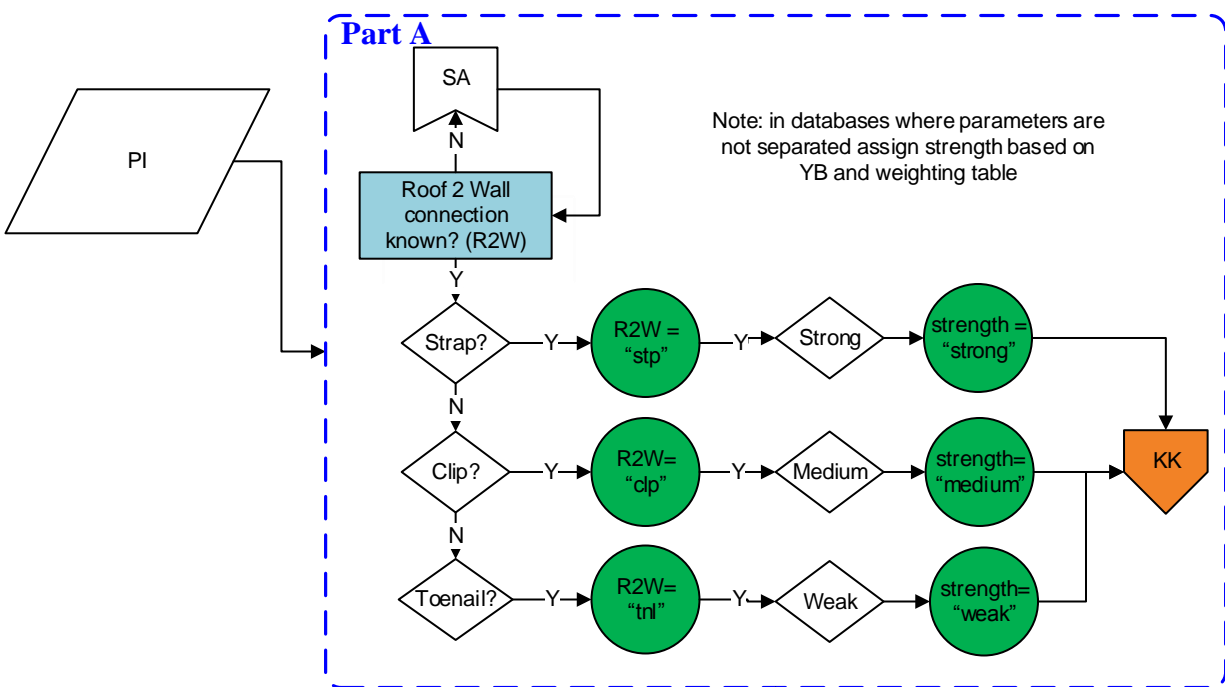 Part A
SA
Note: in databases where parameters are
not separated assign strength based on
YB and weighting table
PI
N
Roof 2 Wall
connection
known? (R2W)
Y
Strap?
Y
R2W =
“stp”
Y
Strong
strength =
“strong”
N
Clip?
Y
R2W=
“clp”
Y
Medium
strength=
“medium”
KK
N
Toenail?
Y
R2W=
“tnl”
Y
Weak
strength=
“weak”